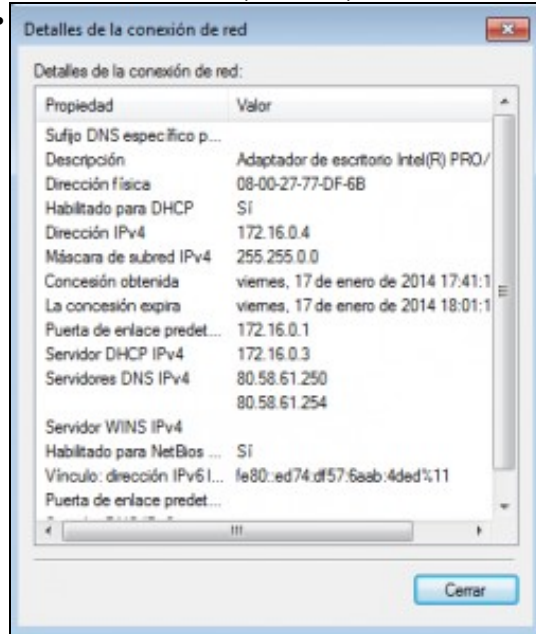 Detalles de la conexión de red
Detalles de la conexión de red:
Propiedad Valor
Sufijo DNS específico p...
Descripción Adaptador de escritorio Intel(R) PRO/
Dirección física 08-00-27-77-DF-6B
Habilitado para DHCP Sí
Dirección IPv4 172.16.0.4
Máscara de subred IPv4 255.255.0.0
Concesión obtenida viernes, 17 de enero de 2014 17:41:1
La concesión expira viernes, 17 de enero de 2014 18:01:1
Puerta de enlace predet... 172.16.0.1
Servidor DHCP IPv4 172.16.0.3
Servidores DNS IPv4 80.58.61.250
80.58.61.254
Servidor WINS IPv4
Habilitado para NetBios ... Sí
Vínculo: dirección IPv6 l... fe80::ed74:df57:6aab:4ded%11
Puerta de enlace predet...
Cerrar